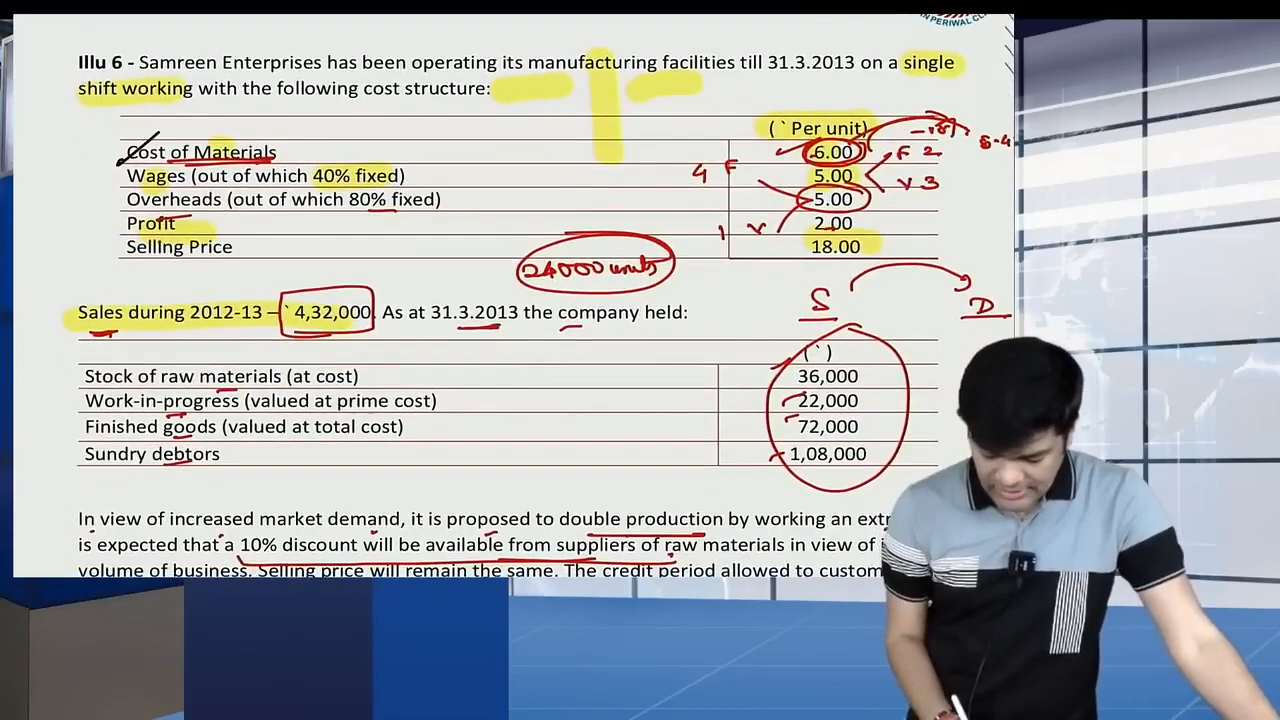 N PERIWAL CL
Illu 6 - Samreen Enterprises has been operating its manufacturing facilities till 31.3.2013 on a single
shift working with the following cost structure:
(` Per unit)
Cost of Materials 6.00
Wages (out of which 40% fixed) 5.00
Overheads (out of which 80% fixed) 5.00
Profit 2.00
Selling Price 18.00
F 2
V 3
4 F
1 V
24000 units
S D
Sales during 2012-13 – ` 4,32,000. As at 31.3.2013 the company held:
(`)
Stock of raw materials (at cost) 36,000
Work-in-progress (valued at prime cost) 22,000
Finished goods (valued at total cost) 72,000
Sundry debtors 1,08,000
In view of increased market demand, it is proposed to double production by working an
is expected that a 10% discount will be available from suppliers of raw materials in view of
volume of business. Selling price will remain the same. The credit period allowed to